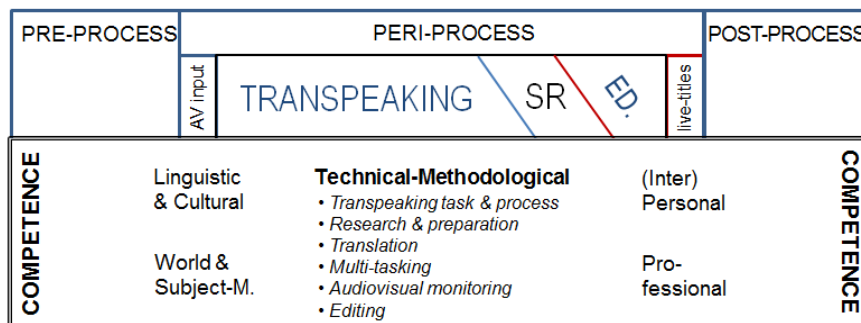 PRE-PROCESS
PERI-PROCESS
POST-PROCESS
AV input
TRANSPEAKING
SR
ED.
live-titles
COMPETENCE
Linguistic
& Cultural
World &
Subject-M.
Technical-Methodological
• Transpeaking task & process
• Research & preparation
• Translation
• Multi-tasking
• Audiovisual monitoring
• Editing
(Inter)
Personal
Pro-
fessional
COMPETENCE